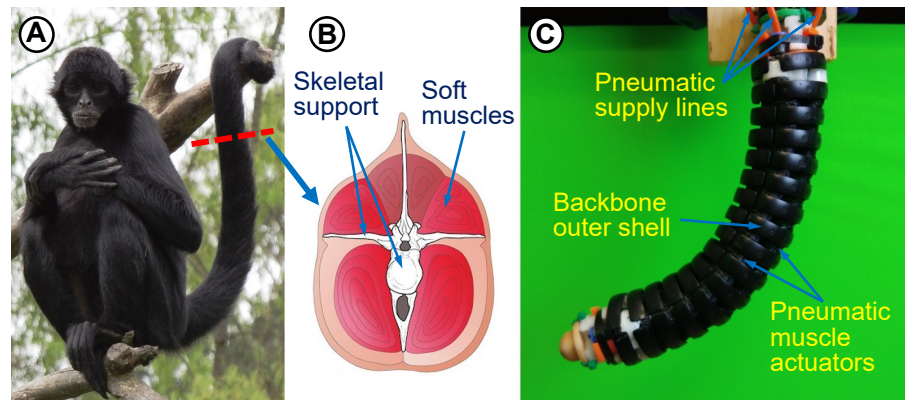 A
B
C
Skeletal
support
Soft
muscles
Pneumatic
supply lines
Backbone
outer shell
Pneumatic
muscle
actuators